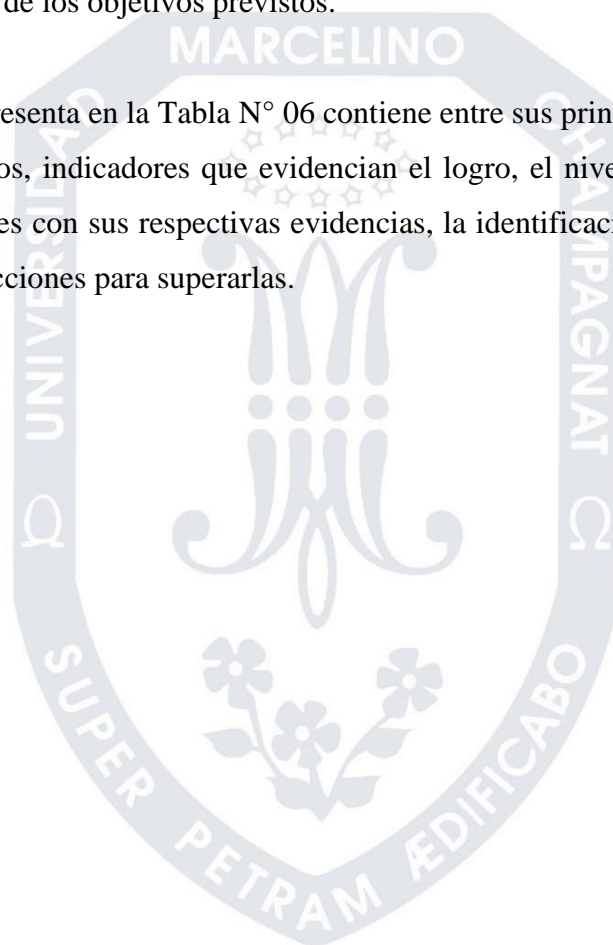 de los objetivos previstos.
MARCELINO
UNIVERSIDAD
CHAMPAGNAT
resenta en la Tabla N° 06 contiene entre sus prin
os, indicadores que evidencian el logro, el nive
es con sus respectivas evidencias, la identificaci
cciones para superarlas.
Ω Ω
SUPER PETRAM ÆDIFICABO